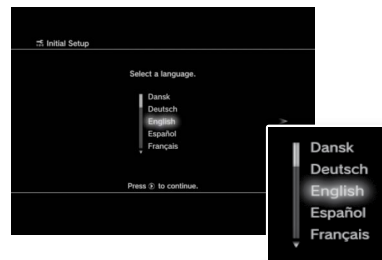 Initial Setup
Select a language.
Dansk
Deutsch
English
Español
Français
Press to continue.
Dansk
Deutsch
English
Español
Français